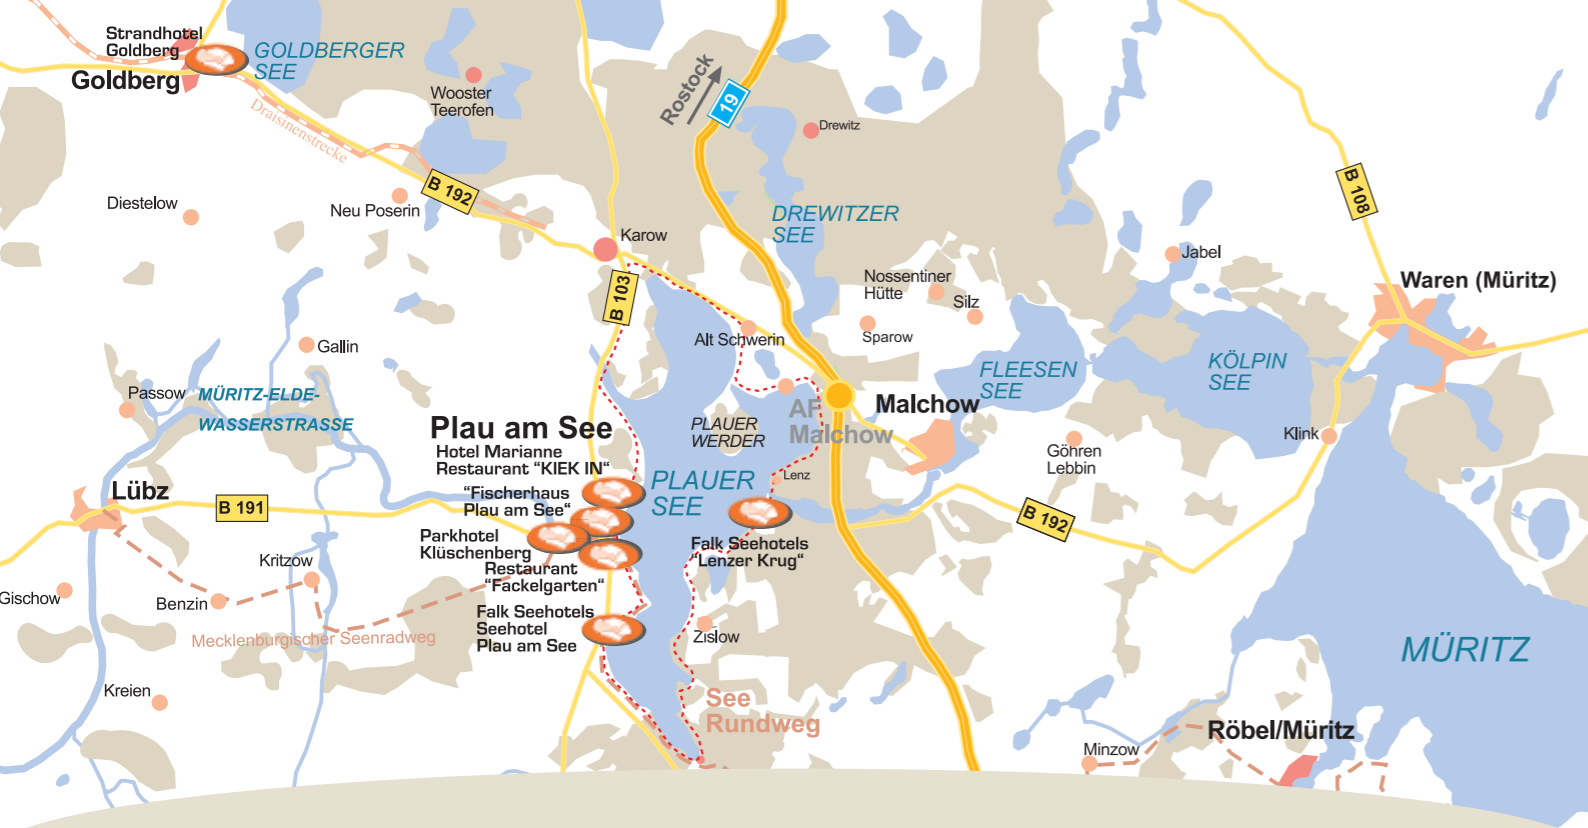 Strandhotel
Goldberg
Goldberg
GOLDBERGER
SEE
Draisinenstrecke
Wooster
Teerofen
Rostock
19
Drewitz
B 108
Diestelow
Neu Poserin
B 192
Karow
DREWITZER
SEE
Jabel
Nossentiner
Hütte
Silz
Sparow
Waren (Müritz)
B 103
Alt Schwerin
Gallin
Passow
MÜRITZ-ELDE-
WASSERSTRASSE
FLEESEN
SEE
KÖLPIN
SEE
Malchow
AF
Malchow
PLAUER
WERDER
Klink
Göhren
Lebbin
Plau am See
Hotel Marianne
Restaurant “KIEK IN“
“Fischerhaus
Plau am See“
PLAUER
SEE
Lenz
Lübz
B 191
B 192
Parkhotel
Klüschenberg
Restaurant
“Fackelgarten“
Falk Seehotels
“Lenzer Krug“
Kritzow
Gischow
Benzin
Falk Seehotels
Seehotel
Plau am See
Mecklenburgischer Seenradweg
Zislow
MÜRITZ
Kreien
See
Rundweg
Röbel/Müritz
Minzow